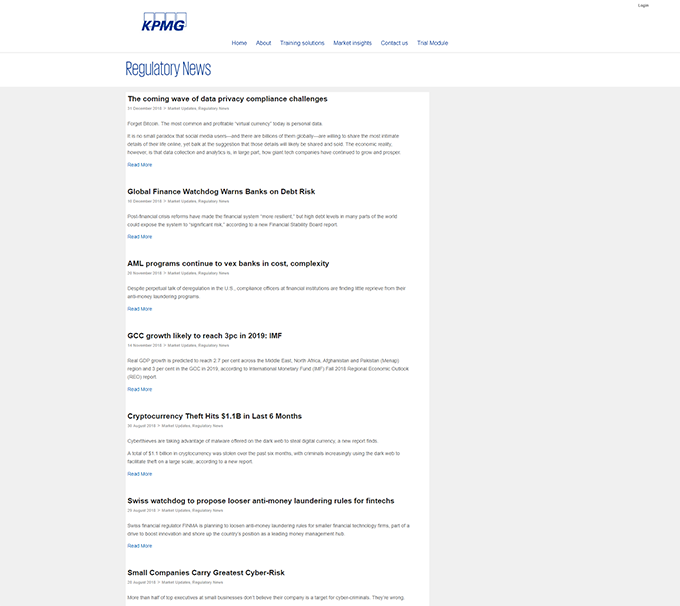 Login
KPMG
Home About Training solutions Market insights Contact us Trial Module
Regulatory News
The coming wave of data privacy compliance challenges
11 December 2018 > Market Updates, Regulatory News
Forget Bitcoin. The most common and profitable "virtual currency" today is personal data.
It is no small paradox that social media users—and there are billions of them globally—are willing to share the most intimate
details of their life online, yet balk at the suggestion that those details will likely be shared and sold. The economic reality,
however, is that data collection and analytics is, in large part, how giant tech companies have continued to grow and prosper.
Read More
Global Finance Watchdog Warns Banks on Debt Risk
10 December 2018 > Market Updates, Regulatory News
Post-financial crisis reforms have made the financial system "more resilient," but high debt levels in many parts of the world
could expose the system to "significant risk," according to a new Financial Stability Board report.
Read More
AML programs continue to vex banks in cost, complexity
20 November 2018 > Market Updates, Regulatory News
Despite perpetual talk of deregulation in the U.S., compliance officers at financial institutions are finding little reprieve from their
anti-money laundering programs.
Read More
GCC growth likely to reach 3pc in 2019: IMF
14 November 2018 > Market Updates, Regulatory News
Real GDP growth is predicted to reach 2.7 per cent across the Middle East, North Africa, Afghanistan and Pakistan (Menap)
region and 3 per cent in the GCC in 2019, according to International Monetary Fund (IMF) Fall 2018 Regional Economic Outlook
(REO) report.
Read More
Cryptocurrency Theft Hits $1.1B in Last 6 Months
August 2018 > Market Updates, Regulatory News
Cyberthieves are taking advantage of malware offered on the dark web to steal digital currency, a new report finds.
A total of $1.1 billion in cryptocurrency was stolen over the past six months, with criminals increasingly using the dark web to
facilitate theft on a large scale, according to a new report.
Read More
Swiss watchdog to propose looser anti-money laundering rules for fintechs
August 2018 > Market Updates, Regulatory News
Swiss financial regulator FINMA is planning to loosen anti-money laundering rules for smaller financial technology firms, part of a
drive to boost innovation and shore up the country's position as a leading money management hub.
Read More
Small Companies Carry Greatest Cyber-Risk
August 2018 > Market Updates, Regulatory News
More than half of top executives at small businesses don't believe their company is a target for cyber-criminals. They're wrong.